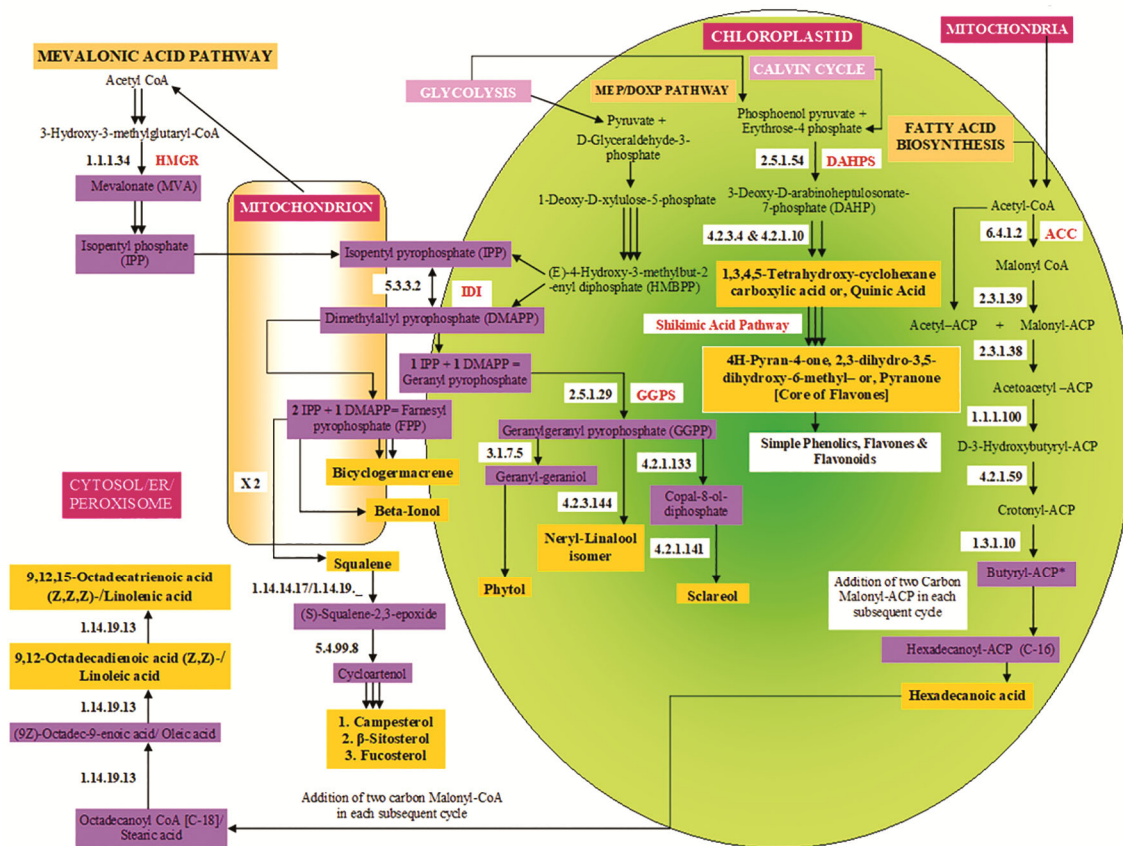 MEVALONIC ACID PATHWAY
Acetyl CoA
3-Hydroxy-3-methylglutaryl-CoA
1.1.1.34 HMGR
Mevalonate (MVA)
Isopentyl phosphate
(IPP)
MITOCHONDRION
CHLOROPLASTID
MITOCHONDRIA
GLYCOLYSIS
CALVIN CYCLE
MEP/DOXP PATHWAY
Pyruvate +
D-Glyceraldehyde-3-
phosphate
1-Deoxy-D-xylulose-5-phosphate
(E)-4-Hydroxy-3-methylbut-2
-enyl diphosphate (HMBPP)
Isopentyl pyrophosphate (IPP)
5.3.3.2
IDI
Dimethylallyl pyrophosphate (DMAPP)
1 IPP + 1 DMAPP =
Geranyl pyrophosphate
2 IPP + 1 DMAPP= Farnesyl
pyrophosphate (FPP)
Bicyclogermacrene
Beta-Ionol
X 2
CYTOSOL/ER/
PEROXISOME
Squalene
1.14.14.17/1.14.19._
(S)-Squalene-2,3-epoxide
5.4.99.8
Cycloartenol
1. Campesterol
2. β-Sitosterol
3. Fucosterol
2.5.1.29 GGPS
Geranylgeranyl pyrophosphate (GGPP)
3.1.7.5
Geranyl-geraniol
Phytol
4.2.3.144
Neryl-Linalool
isomer
4.2.1.133
Copal-8-ol-
diphosphate
4.2.1.141
Sclareol
Phosphoenol pyruvate +
Erythrose-4 phosphate
2.5.1.54 DAHPS
3-Deoxy-D-arabinoheptulosonate-
7-phosphate (DAHP)
4.2.3.4 & 4.2.1.10
1,3,4,5-Tetrahydroxy-cyclohexane
carboxylic acid or, Quinic Acid
Shikimic Acid Pathway
4H-Pyran-4-one, 2,3-dihydro-3,5-
dihydroxy-6-methyl– or, Pyranone
[Core of Flavones]
Simple Phenolics, Flavones &
Flavonoids
FATTY ACID
BIOSYNTHESIS
Acetyl-CoA
6.4.1.2 ACC
Malonyl CoA
2.3.1.39
Acetyl–ACP + Malonyl-ACP
2.3.1.38
Acetoacetyl –ACP
1.1.1.100
D-3-Hydroxybutyryl-ACP
4.2.1.59
Crotonyl-ACP
1.3.1.10
Butyryl-ACP*
Addition of two Carbon
Malonyl-ACP in each
subsequent cycle
Hexadecanoyl-ACP (C-16)
Hexadecanoic acid
9,12,15-Octadecatrienoic acid
(Z,Z,Z)-/Linolenic acid
1.14.19.13
9,12-Octadecadienoic acid (Z,Z)-/
Linoleic acid
1.14.19.13
(9Z)-Octadec-9-enoic acid/ Oleic acid
1.14.19.13
Octadecanoyl CoA [C-18]/
Stearic acid
Addition of two carbon Malonyl-CoA
in each subsequent cycle